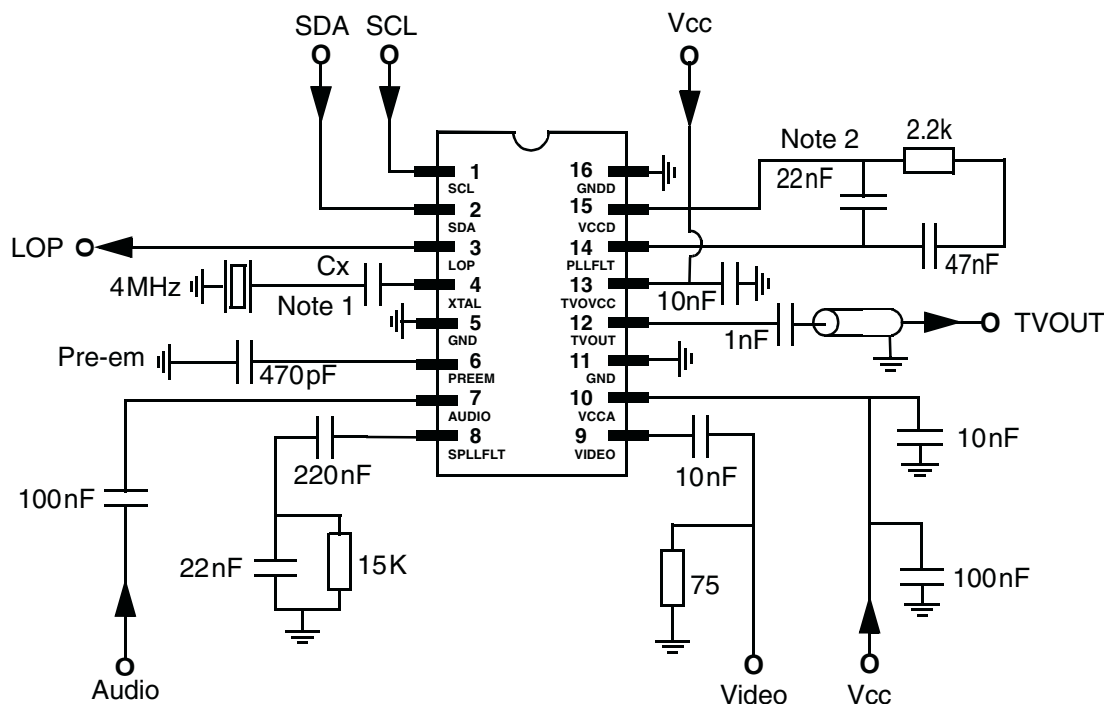 SDA SCL
Vcc
Note 2
2.2k
22nF
47nF
1
SCL
2
SDA
3
LOP
4
XTAL
5
GND
6
PREEM
7
AUDIO
8
SPLLFLT
16
GNDD
15
VCCD
14
PLLFLT
13
TVOVCC
12
TVOUT
11
GND
10
VCCA
9
VIDEO
LOP
4MHz
Cx
Note 1
Pre-em
470pF
10nF
1nF
TVOUT
220nF
10nF
10nF
100nF
22nF
15K
75
100nF
Audio
Video
Vcc